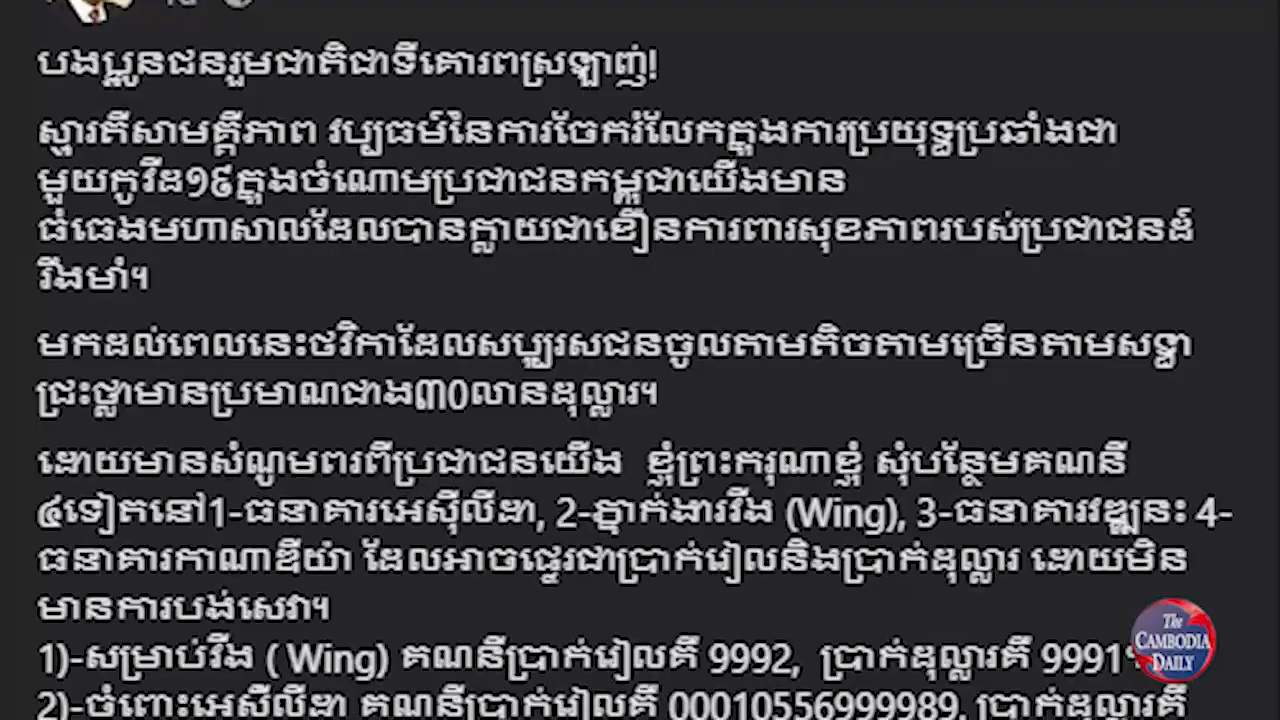 បងប្អូនជនរួមជាតិជាទីគោរពស្រឡាញ់!
ស្មារតីសាមគ្គីភាព វប្បធម៍នៃការចែករំលែកក្នុងការប្រយុទ្ធប្រឆាំងជា
មួយកូវីដ១៩ក្នុងចំណោមប្រជាជនកម្ពុជាយើងមាន
ធំធេងមហាសាលដែលបានក្លាយជាខឿនការពារសុខភាពរបស់ប្រជាជនដ៏
រឹងមាំ។
មកដល់ពេលនេះថវិកាដែលសប្បុរសជនចូលតាមតិចតាមច្រើនតាមសទ្ធា
ជ្រះថ្លាមានប្រមាណជាង៣0លានដុល្លារ។
ដោយមានសំណូមពរពីប្រជាជនយើង ខ្ញុំព្រះករុណាខ្ញុំ សុំបន្ថែមគណនី
៤ទៀតនៅ1-ធនាគារអេស៊ីលីដា, 2-ភ្នាក់ងារវីង (Wing), 3-ធនាគារវឌ្ឍនះ 4-
ធនាគារកាណាឌីយ៉ា ដែលអាចផ្ទេរជាប្រាក់រៀលនិងប្រាក់ដុល្លារ ដោយមិន
មានការបង់សេវា។
1)-សម្រាប់វីង ( Wing) គណនីប្រាក់រៀលគឺ 9992, ប្រាក់ដុល្លារគឺ 9991។
2)-ចំពោះអេស៊ីលីដា គណនីប្រាក់រៀលគឺ 00010556999989, ប្រាក់ដុល្លារគឺ
The
CAMBODIA
DAILY